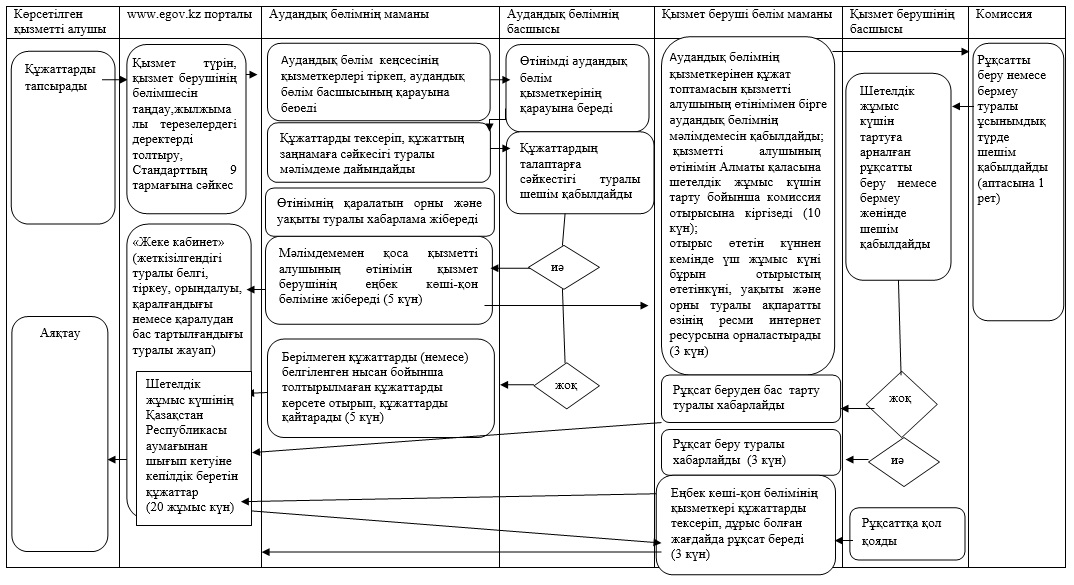 Көрсетілген
қызметті алушы
www.egov.kz порталы
Аудандық бөлімнің маманы
Аудандық бөлімнің
басшысы
Қызмет беруші бөлім маманы
Қызмет берушінің
басшысы
Комиссия
Құжаттарды
тапсырады
Қызмет түрін,
қызмет берушінің
бөлімшесін
таңдау,жылжыма
лы терезелердегі
деректерді
толтыру,
Стандарттың 9
тармағына сәйкес
«Жеке кабинет»
(жеткізілгендігі
туралы белгі,
тіркеу, орындалуы,
қаралғандығы
немесе қаралудан
бас тартылғандығы
туралы жауап)
Шетелдік
жұмыс күшінің
Қазақстан
Республикасы
аумағынан
шығып кетуіне
кепілдік беретін
құжаттар
(20 жұмыс күн)
Аяқтау
Аудандық бөлім кеңсесінің
қызметкерлері тіркеп, аудандық
бөлім басшысының қарауына
береді
Құжаттарды тексеріп, құжаттың
заңнамаға сәйкесігі туралы
мәлімдеме дайындайды
Өтінімнің қаралатын орны және
уақыты туралы хабарлама жібереді
Мәлімдемемен қоса қызметті
алушының өтінімін қызмет
берушінің еңбек көші-қон
бөліміне жібереді (5 күн)
Берілмеген құжаттарды (немесе)
белгіленген нысан бойынша
толтырылмаған құжаттарды
көрсете отырып, құжаттарды
қайтарады (5 күн)
Өтінімді аудандық
бөлім
қызметкерінің
қарауына береді
Құжаттардың
талаптарға
сәйкестігі туралы
шешім қабылдайды
иә
жоқ
Аудандық бөлімнің
қызметкерінен құжат
топтамасын қызметті
алушының өтінімімен бірге
аудандық бөлімнің
мәлімдемесін қабылдайды;
қызметті алушының
өтінімін Алматы қаласына
шетелдік жұмыс күшін
тарту бойынша комиссия
отырысына кіргізеді (10
күн);
отырыс өтетін күннен
кемінде үш жұмыс күні
бұрын отырыстың
өтетінкүні, уақыты және
орны туралы ақпаратты
өзінің ресми интернет
ресурсына орналастырады
(3 күн)
Рұқсат беруден бас тарту
туралы хабарлайды
Рұқсат беру туралы
хабарлайды (3 күн)
Еңбек көші-қон бөлімінің
қызметкері құжаттарды
тексеріп, дұрыс болған
жағдайда рұқсат береді
(3 күн)
Шетелдік
жұмыс
күшін
тартуға
арналған
рұқсатты
беру немесе
бермеу
жөнінде
шешім
қабылдайды
жоқ
иә
Рұқсаттқа қол
қояды
Рұқсатты
беру немесе
бермеу
туралы
ұсынымдық
түрде
шешім
қабылдайды
(аптасына 1
рет)